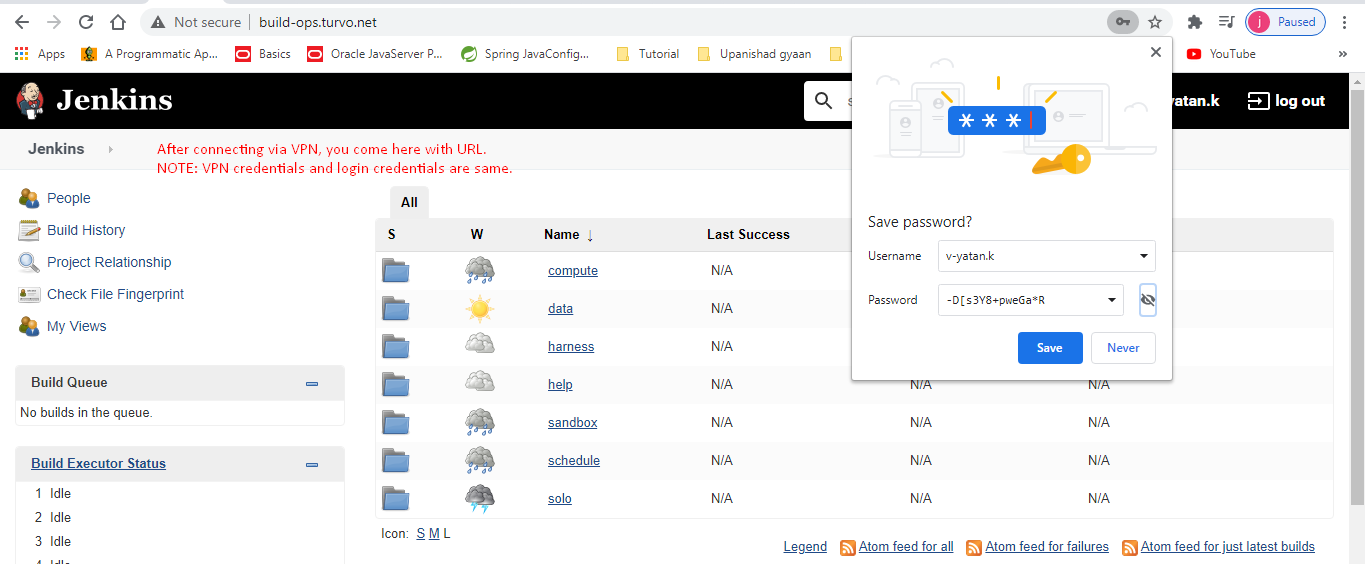 Not secure | build-ops.turvo.net
Paused
Apps
A Programmatic Ap...
Basics
Oracle JavaServer P...
Spring JavaConfig...
Tutorial
Upanishad gyaan
YouTube
»
Jenkins
yatan.k
log out
Jenkins
After connecting via VPN, you come here with URL.
NOTE: VPN credentials and login credentials are same.
People
Build History
Project Relationship
Check File Fingerprint
My Views
Build Queue
No builds in the queue.
Build Executor Status
1 Idle
2 Idle
3 Idle
4 Idle
All
S W Name ↓ Last Success
compute N/A
data N/A
harness N/A
help N/A N/A N/A
sandbox N/A N/A N/A
schedule N/A N/A N/A
solo N/A N/A N/A
Icon: S M L
Legend Atom feed for all Atom feed for failures Atom feed for just latest builds
* * *
Save password?
Username v-yatan.k
Password -D[s3Y8+pweGa*R
Save Never